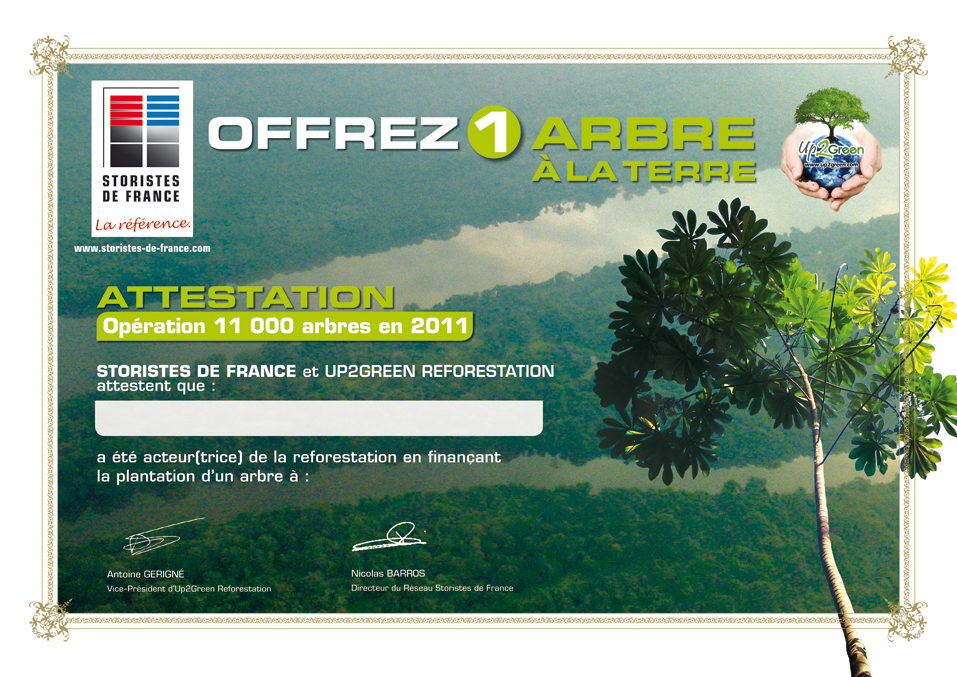 STORISTES
DE FRANCE
La référence.
www.storistes-de-france.com
OFFREZ 1 ARBRE
À LA TERRE
Up2Green
www.up2green.com
ATTESTATION
Opération 11 000 arbres en 2011
STORISTES DE FRANCE et UP2GREEN REFORESTATION
attestent que :
a été acteur(trice) de la reforestation en finançant
la plantation d'un arbre à :
Antoine GERIGNÉ
Vice-Président d'Up2Green Reforestation
Nicolas BARROS
Directeur du Réseau Storistes de France